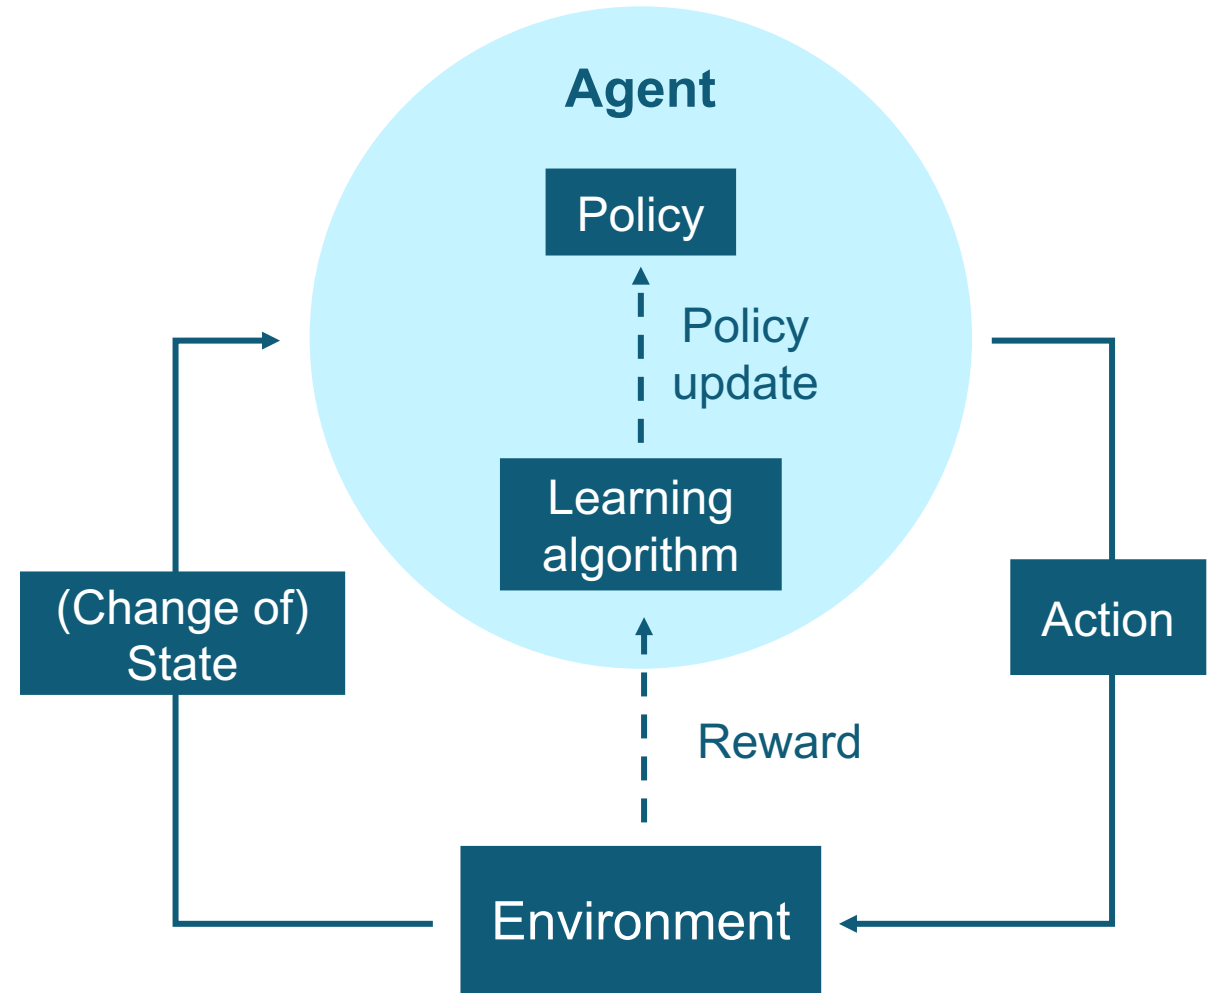 Agent
Policy
Policy
update
Learning
algorithm
(Change of)
State
Action
Reward
Environment